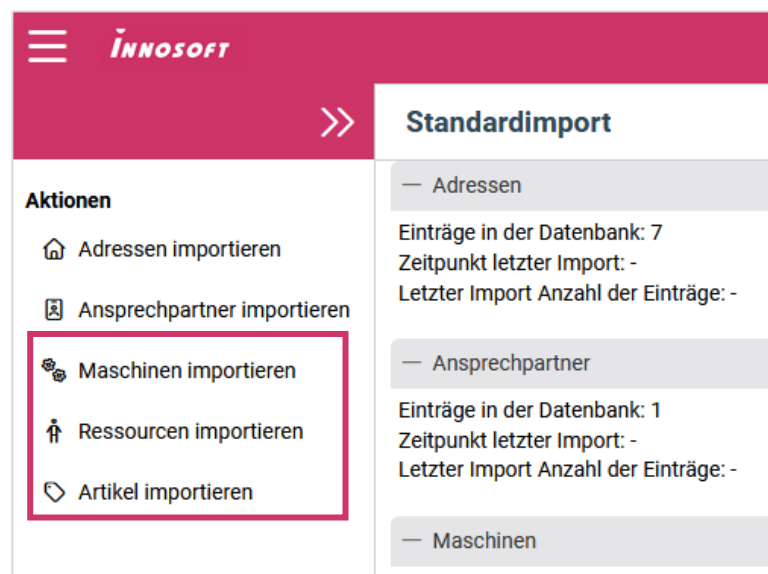 INNOSOFT
Standardimport
Aktionen
Adressen importieren
Ansprechpartner importieren
Maschinen importieren
Ressourcen importieren
Artikel importieren
Adressen
Einträge in der Datenbank: 7
Zeitpunkt letzter Import: -
Letzter Import Anzahl der Einträge: -
Ansprechpartner
Einträge in der Datenbank: 1
Zeitpunkt letzter Import: -
Letzter Import Anzahl der Einträge: -
Maschinen